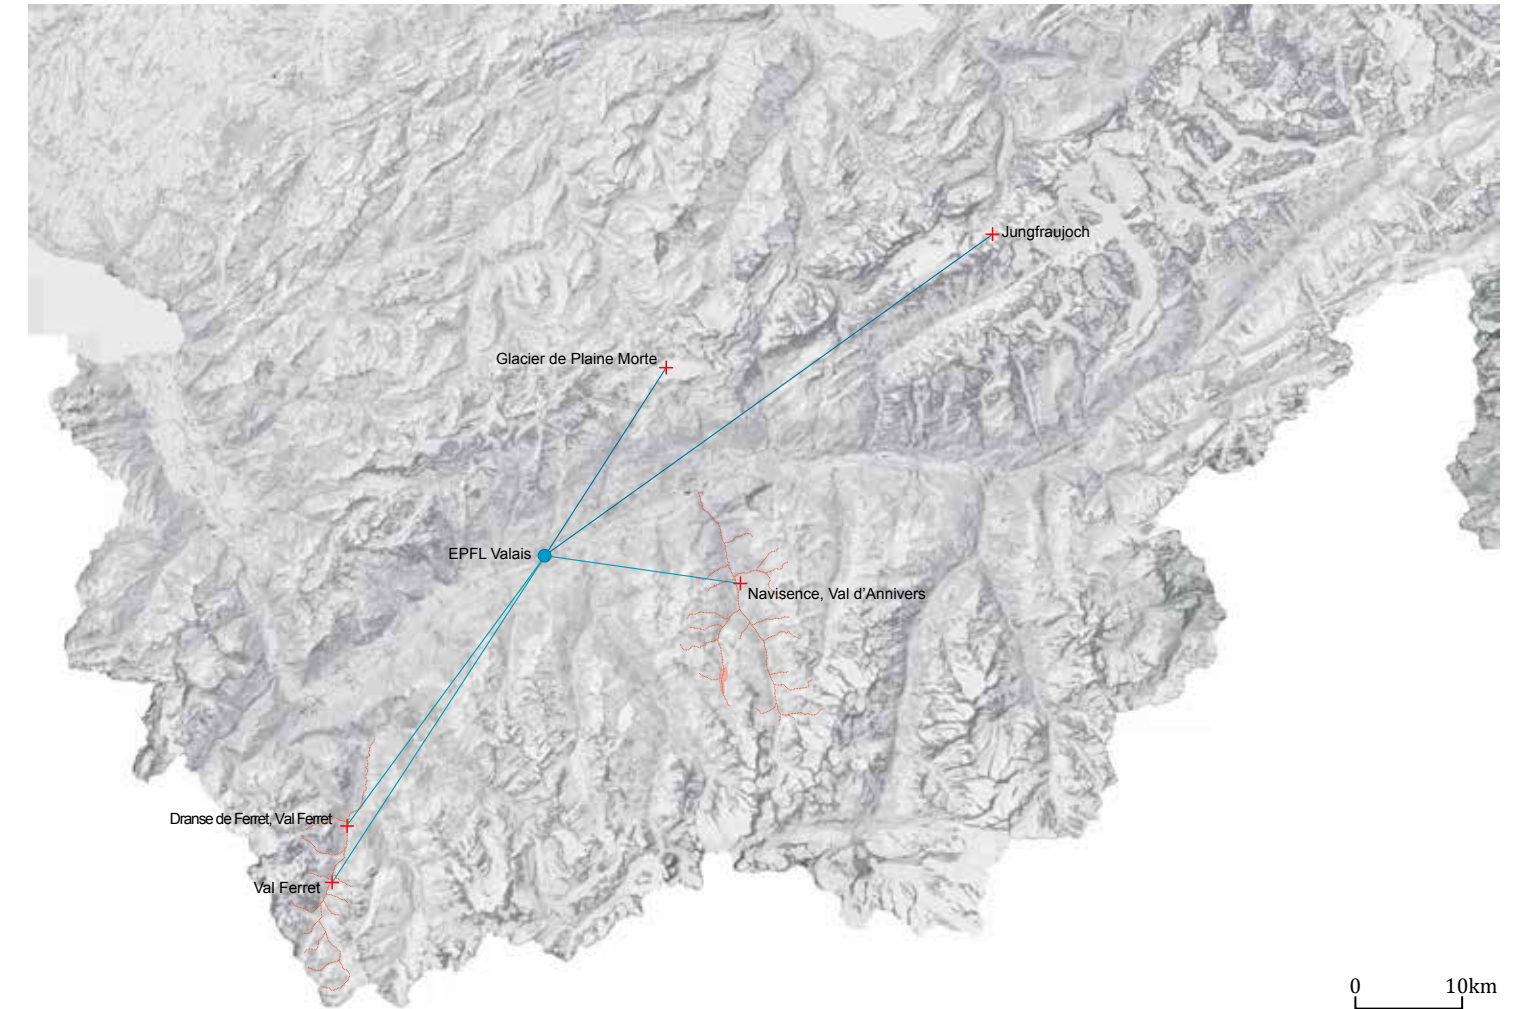 Jungfraujoch
Glacier de Plaine Morte
EPFL Valais
Navisence, Val d’Annivers
Dranse de Ferret, Val Ferret
Val Ferret
0 10km